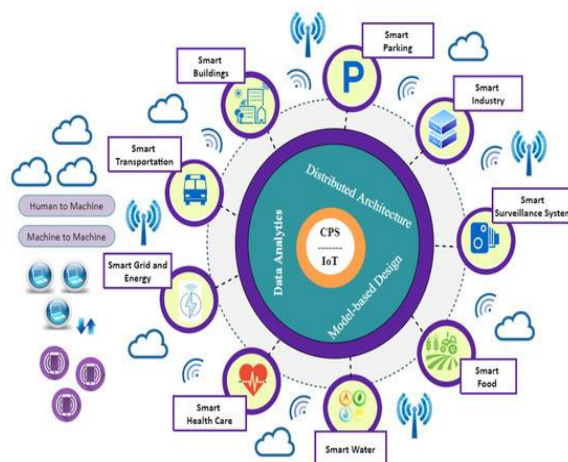 Smart
Parking
Smart
Buildings
P
Smart
Industry
Smart
Transportation
Human to Machine
Machine to Machine
Distributed Architecture
Data Analytics
CPS
IoT
Model-based Design
Smart
Surveillance System
Smart Grid and
Energy
Smart
Food
Smart
Health Care
Smart Water